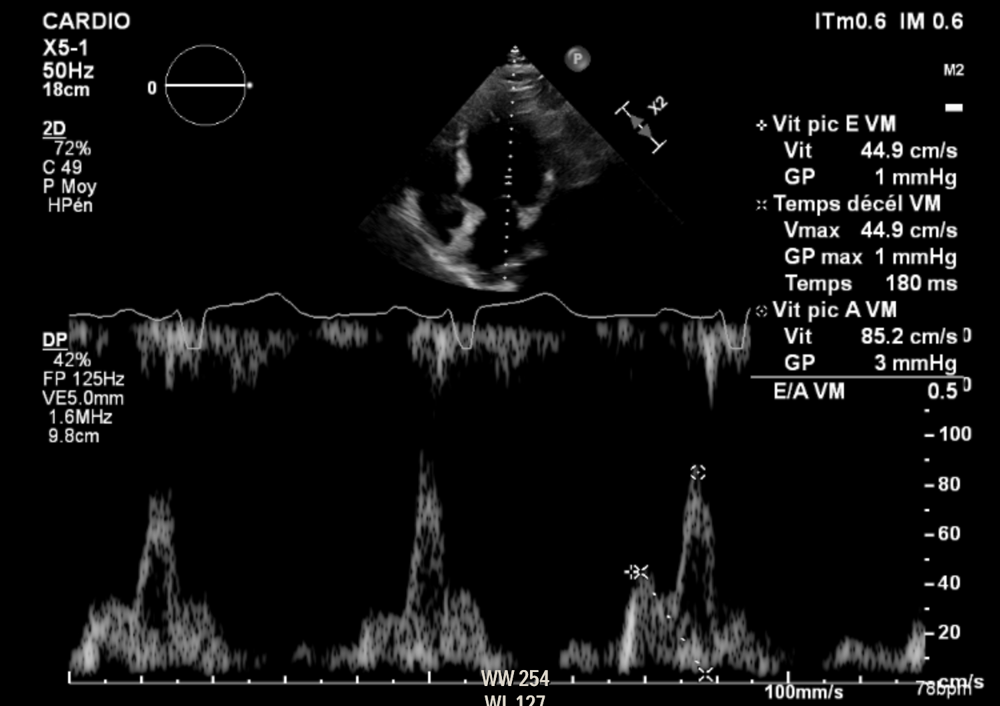 CARDIO
X5-1
50Hz
18cm
2D
72%
C 49
P Moy
HPén
DP
42%
FP 125Hz
VE5.0mm
1.6MHz
9.8cm
0
P
X2
ITm0.6 IM 0.6
M2
Vit pic E VM
Vit 44.9 cm/s
GP 1 mmHg
Temps décél VM
Vmax 44.9 cm/s
GP max 1 mmHg
Temps 180 ms
Vit pic A VM
Vit 85.2 cm/s
GP 3 mmHg
E/A VM 0.5
100
80
60
40
20
cm/s
WW 254
WL 127
100mm/s
78bpm